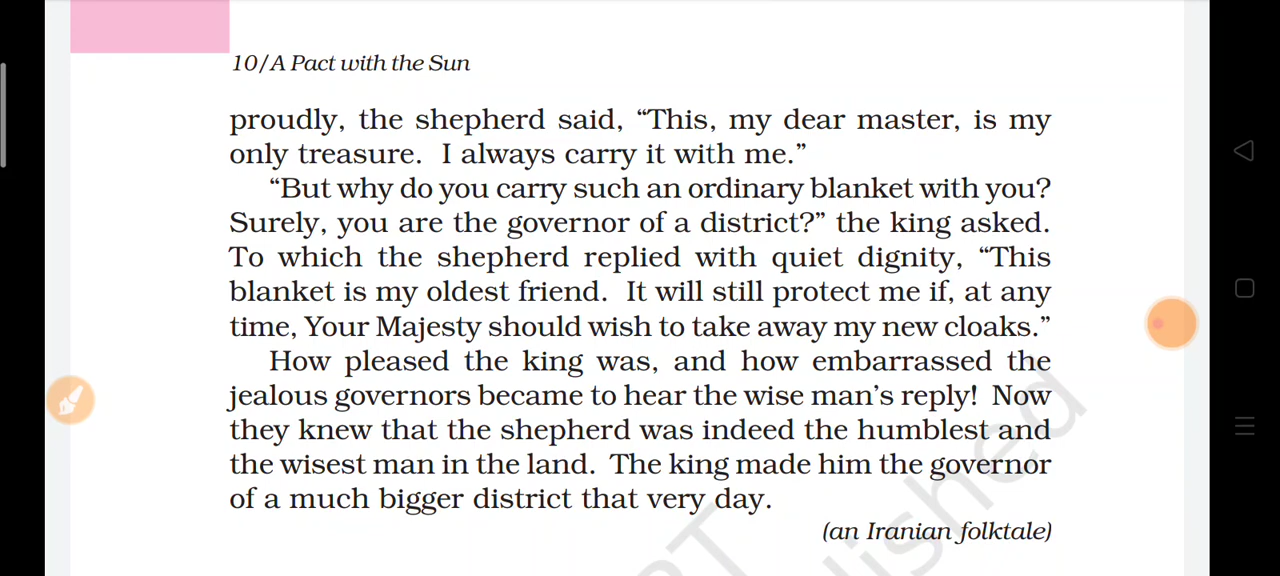 10/A Pact with the Sun
proudly, the shepherd said, “This, my dear master, is my
only treasure. I always carry it with me.”
“But why do you carry such an ordinary blanket with you?
Surely, you are the governor of a district?” the king asked.
To which the shepherd replied with quiet dignity, “This
blanket is my oldest friend. It will still protect me if, at any
time, Your Majesty should wish to take away my new cloaks.”
How pleased the king was, and how embarrassed the
jealous governors became to hear the wise man’s reply! Now
they knew that the shepherd was indeed the humblest and
the wisest man in the land. The king made him the governor
of a much bigger district that very day.
(an Iranian folktale)